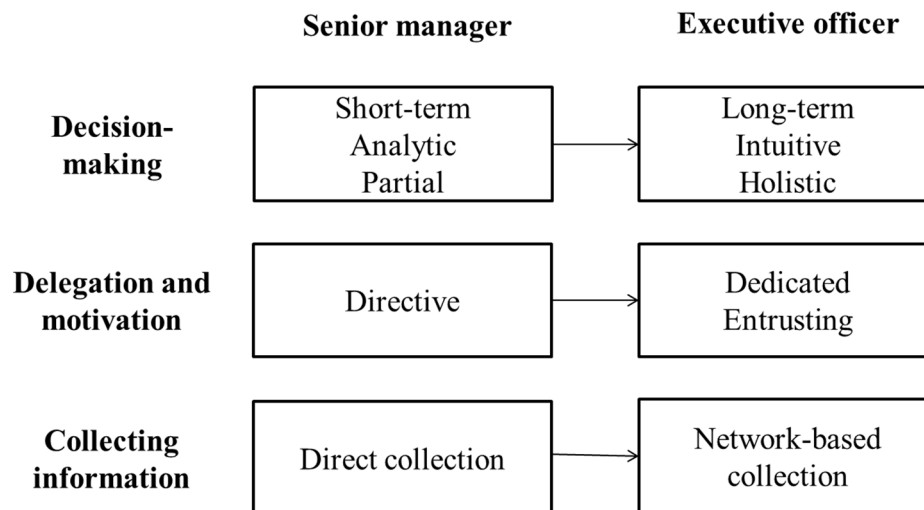 Senior manager
Executive officer
Decision-
making
Short-term
Analytic
Partial
Long-term
Intuitive
Holistic
Delegation and
motivation
Directive
Dedicated
Entrusting
Collecting
information
Direct collection
Network-based
collection